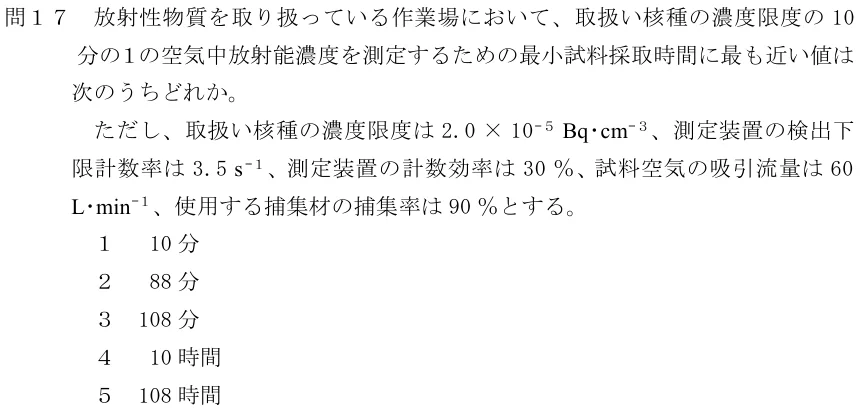 問１７　放射性物質を取り扱っている作業場において、取扱い核種の濃度限度の 10
分の１の空気中放射能濃度を測定するための最小試料採取時間に最も近い値は
次のうちどれか。
ただし、取扱い核種の濃度限度は 2.0 × 10⁻⁵ Bq·cm⁻³、測定装置の検出下
限計数率は 3.5 s⁻¹、測定装置の計数効率は 30 ％、試料空気の吸引流量は 60
L·min⁻¹、使用する捕集材の捕集率は 90 ％とする。
１　10 分
２　88 分
３　108 分
４　10 時間
５　108 時間